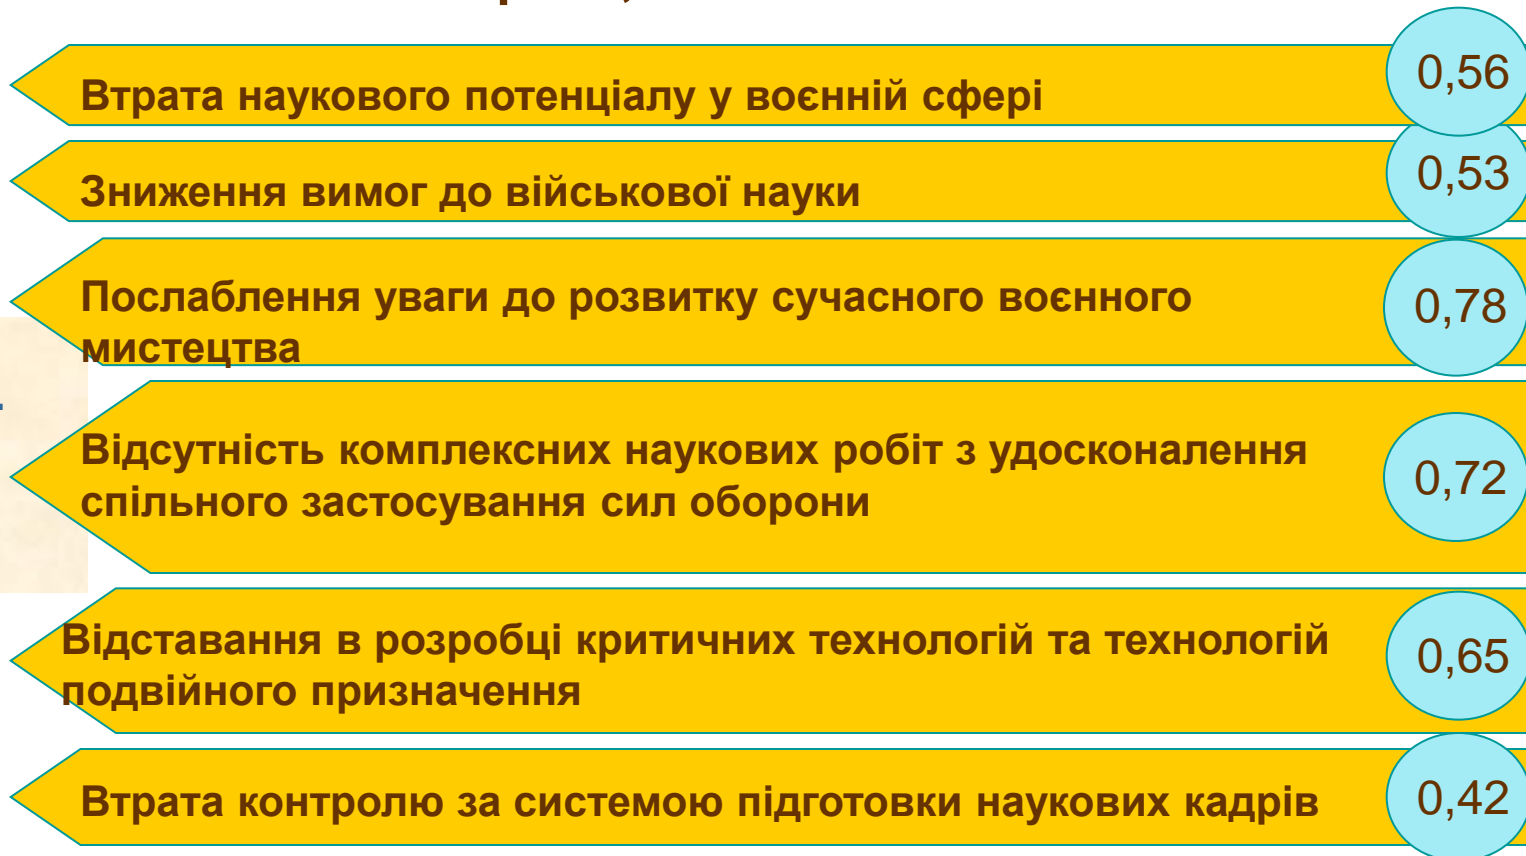 Втрата наукового потенціалу у воєнній сфері
0,56
Зниження вимог до військової науки
0,53
Послаблення уваги до розвитку сучасного воєнного
мистецтва
0,78
Відсутність комплексних наукових робіт з удосконалення
спільного застосування сил оборони
0,72
Відставання в розробці критичних технологій та технологій
подвійного призначення
0,65
Втрата контролю за системою підготовки наукових кадрів
0,42